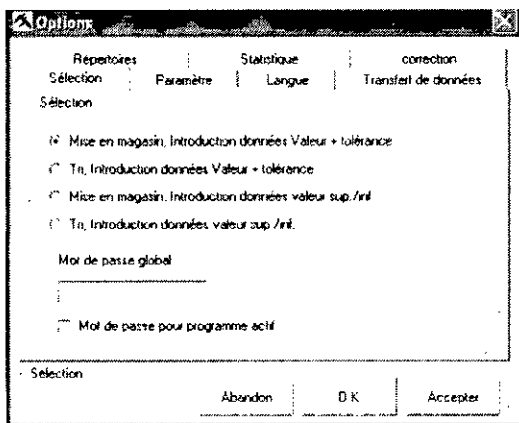 Options
Répertoires Statistique correction
Sélection Paramètre Langue Transfert de données
Sélection
Mise en magasin, Introduction données Valeur + tolérance
Tri, Introduction données Valeur + tolérance
Mise en magasin, Introduction données valeur sup./inf.
Tri, Introduction données valeur sup./inf.
Mot de passe global
Mot de passe pour programme actif
Sélection
Abandon O K Accepter